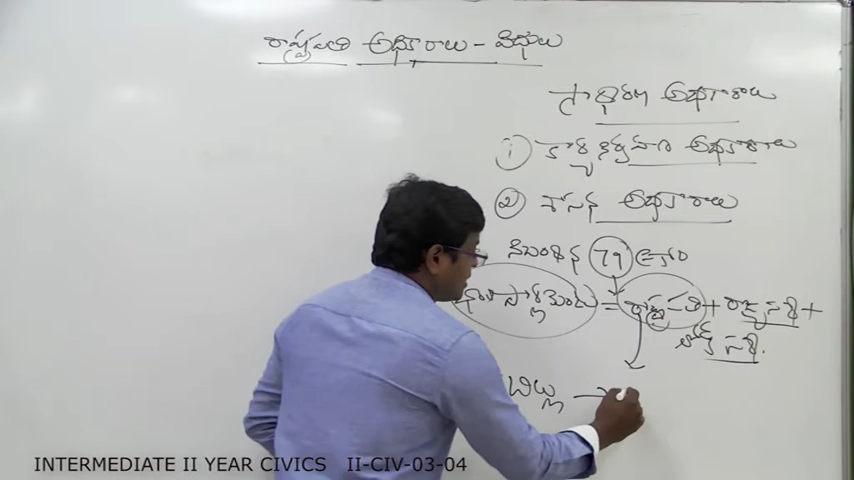 రాష్ట్రపతి అధికారాలు - విధులు
సాధారణ అధికారాలు
① కార్యనిర్వహణ అధికారాలు
② శాసన అధికారాలు
నిబంధన 79 ప్రకారం
పార్లమెంటు = రాష్ట్రపతి + రాజ్యసభ +
లోక్ సభ.
బిల్లు →
INTERMEDIATE II YEAR CIVICS II-CIV-03-04